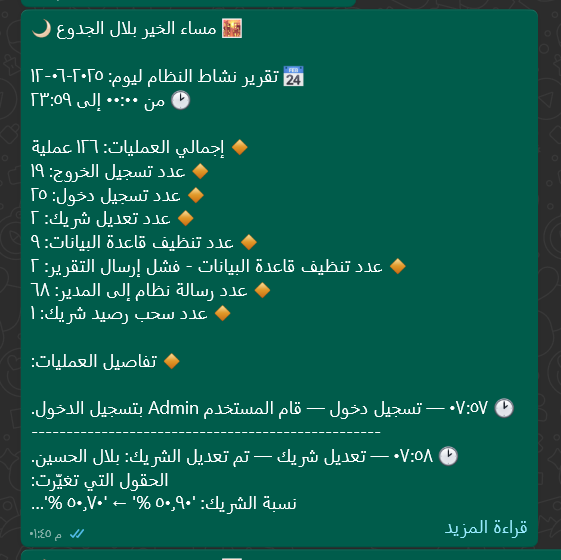 🌇 مساء الخير بلال الجدوع 🌙
📅 تقرير نشاط النظام ليوم: ٢٠٢٥-٠٦-١٢
🕑 من ٠٠:٠٠ إلى ٢٣:٥٩
🔶 إجمالي العمليات: ١٢٦ عملية
🔶 عدد تسجيل الخروج: ١٩
🔶 عدد تسجيل دخول: ٢٥
🔶 عدد تعديل شريك: ٢
🔶 عدد تنظيف قاعدة البيانات: ٩
🔶 عدد تنظيف قاعدة البيانات - فشل إرسال التقرير: ٢
🔶 عدد رسالة نظام إلى المدير: ٦٨
🔶 عدد سحب رصيد شريك: ١
🔶 تفاصيل العمليات:
🕑 ٠٧:٥٧ — تسجيل دخول — قام المستخدم Admin بتسجيل الدخول.
--------------------------------------------------
🕑 ٠٧:٥٨ — تعديل شريك — تم تعديل الشريك: بلال الحسين.
الحقول التي تغيّرت:
نسبة الشريك: '٥٠,٩٠ %' ← '٥٠,٧٠ %'...
قراءة المزيد
٠١:٤٥ م